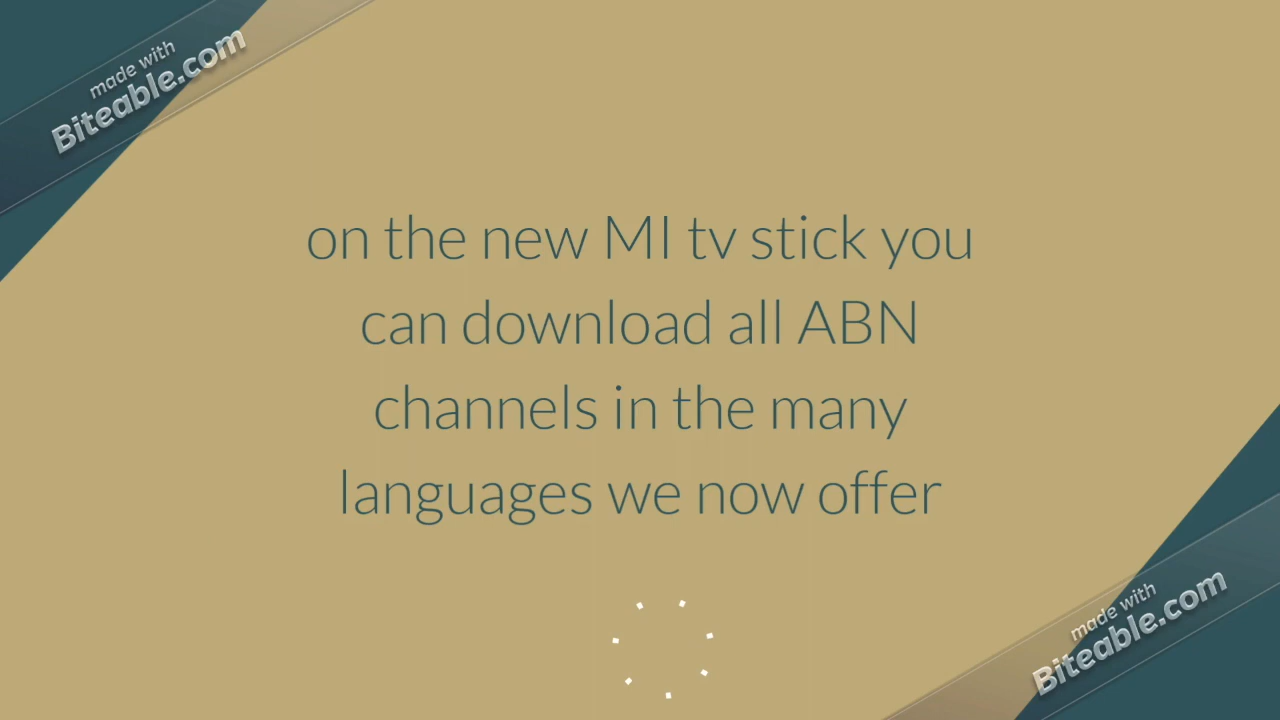 made with
Biteable.com
on the new MI tv stick you
can download all ABN
channels in the many
languages we now offer
made with
Biteable.com